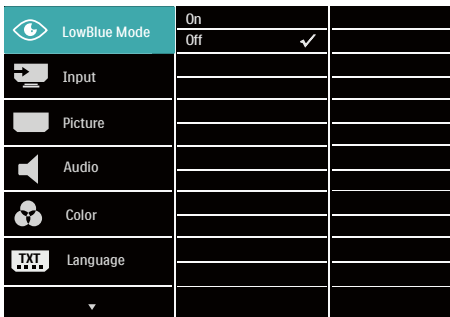 LowBlue Mode
On
Off
Input
Picture
Audio
Color
TXT
Language